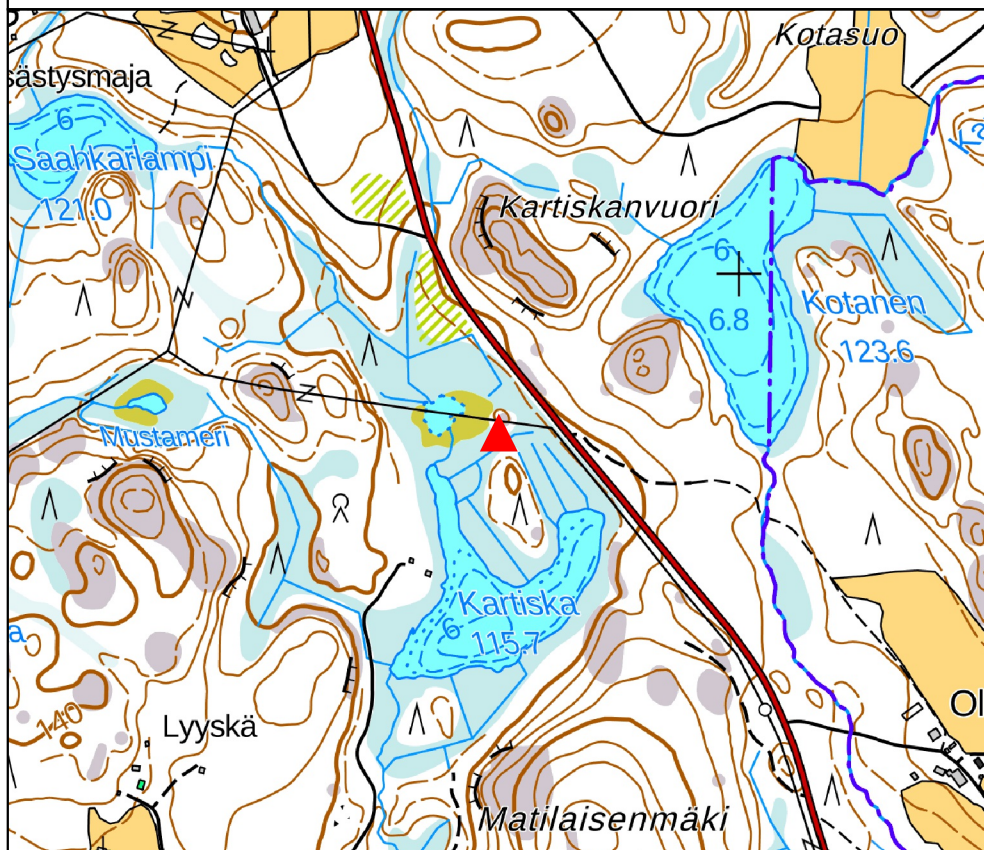 Kotasuo
sästysmaja
6
Saahkarlampi
121.0
Kartiskanvuori
6
6.8
Kotanen
123.6
Mustameri
Kartiska
6
115.7
a
140
Lyyskä
Ol
Matilaisenmäki